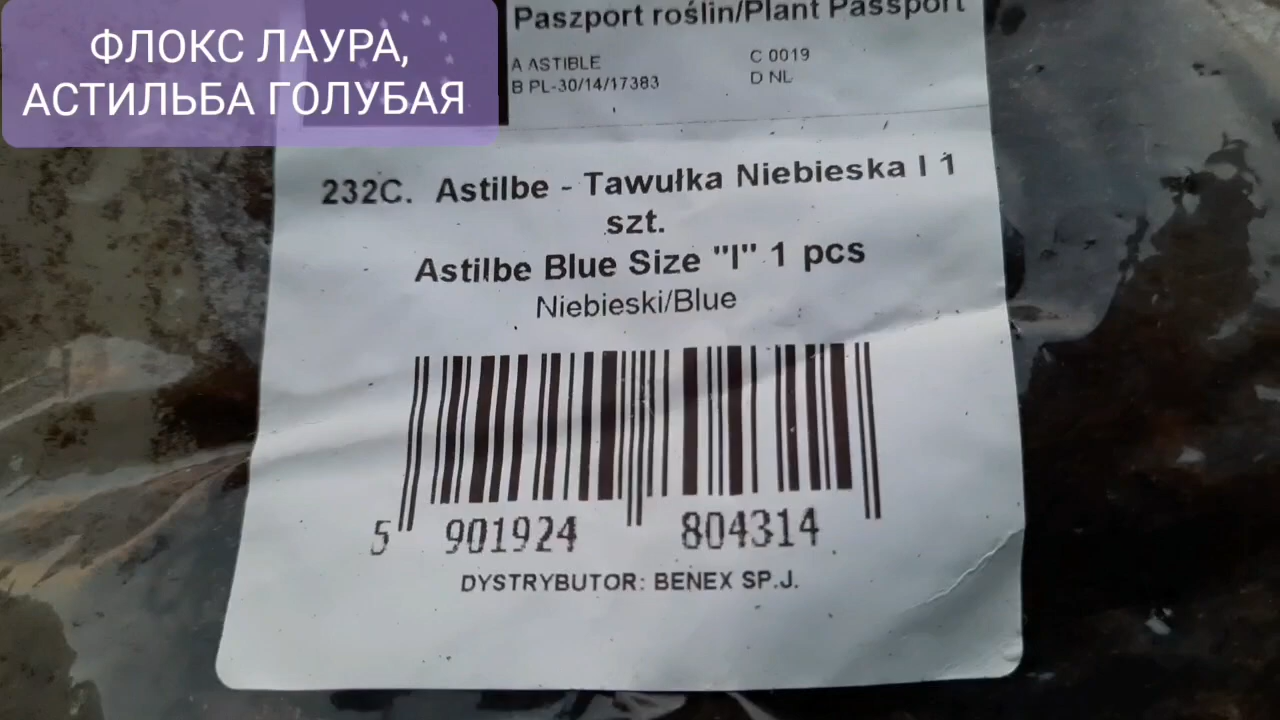 ФЛОКС ЛАУРА,
АСТИЛЬБА ГОЛУБАЯ
Paszport roślin/Plant Passport
A ASTIBLE
C 0019
B PL-30/14/17383
D NL
232C. Astilbe - Tawułka Niebieska I 1
szt.
Astilbe Blue Size "I" 1 pcs
Niebieski/Blue
5 901924 804314
DYSTRYBUTOR: BENEX SP.J.